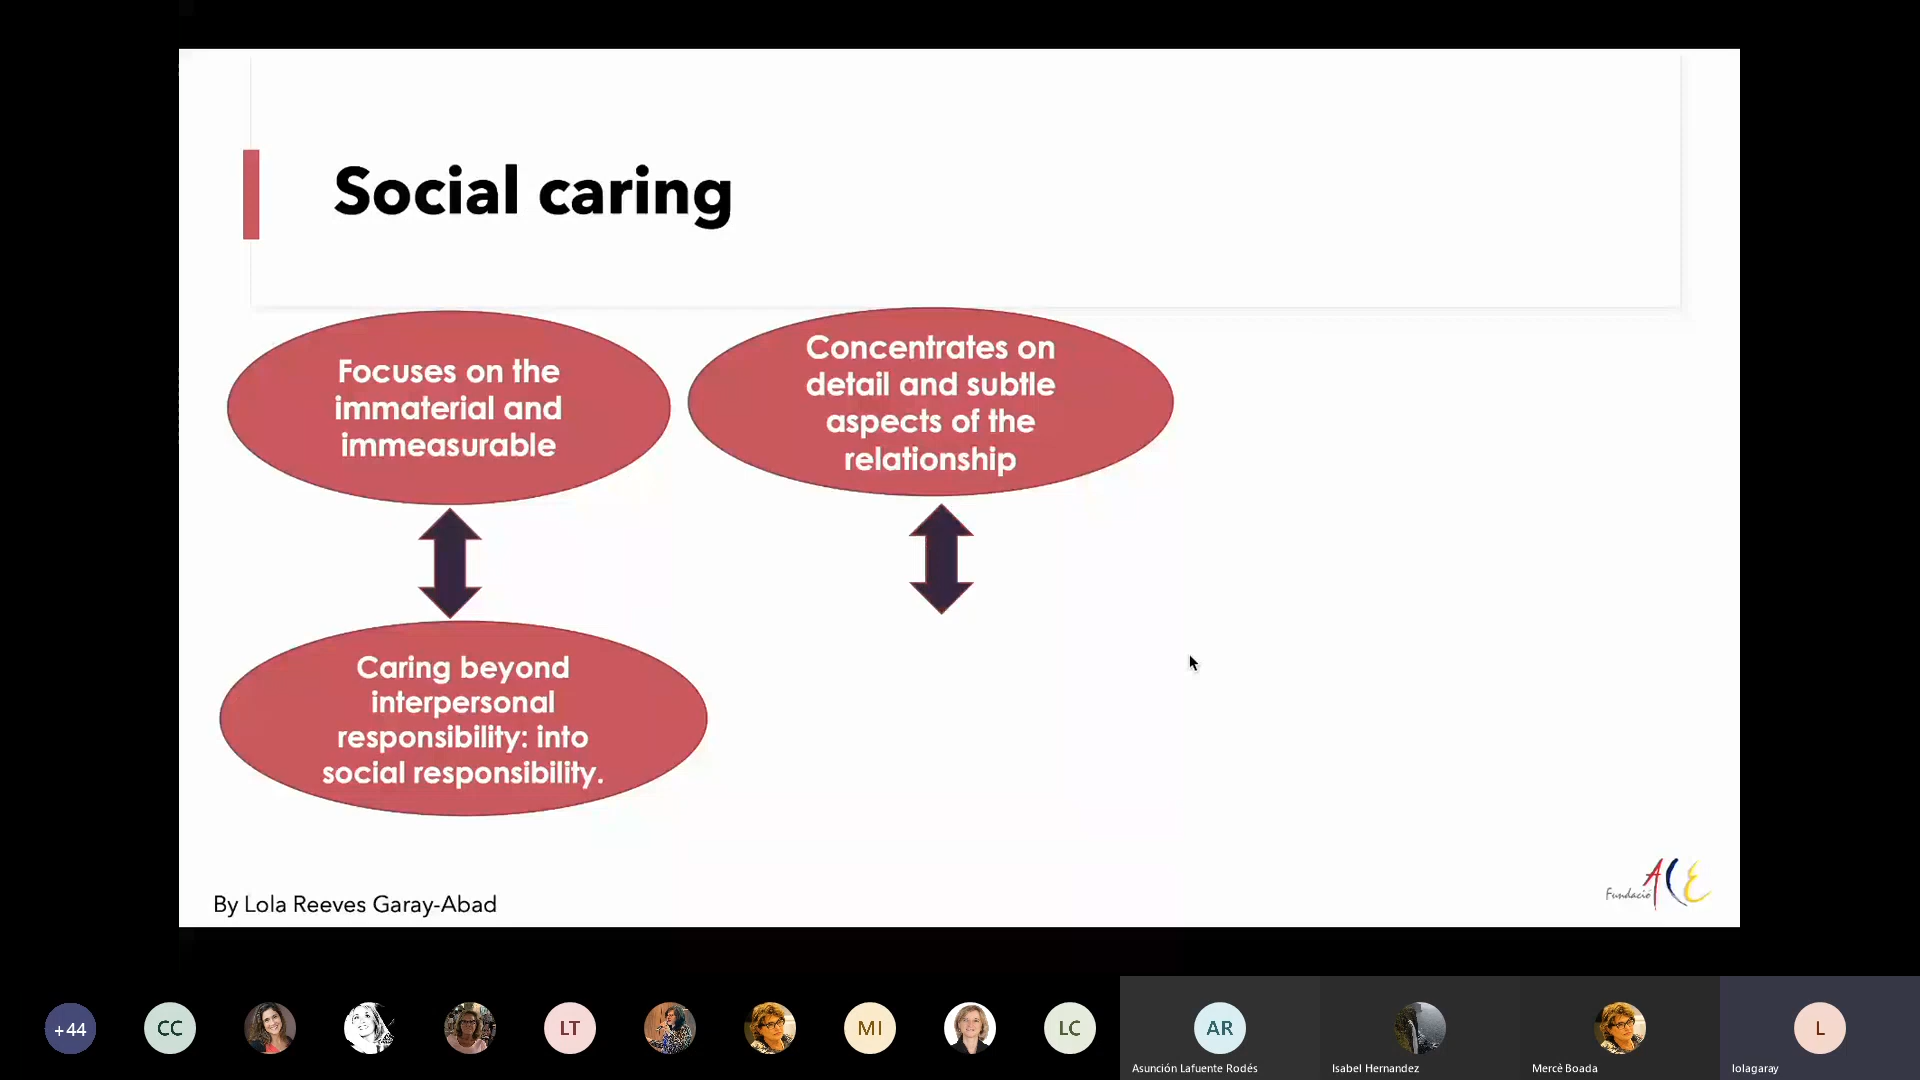 Social caring
Focuses on the
immaterial and
immeasurable
Concentrates on
detail and subtle
aspects of the
relationship
Caring beyond
interpersonal
responsibility: into
social responsibility.
By Lola Reeves Garay-Abad
Fundació ACE
+44
CC
LT
MI
LC
AR
L
Asunción Lafuente Rodés
Isabel Hernandez
Mercè Boada
lolagaray